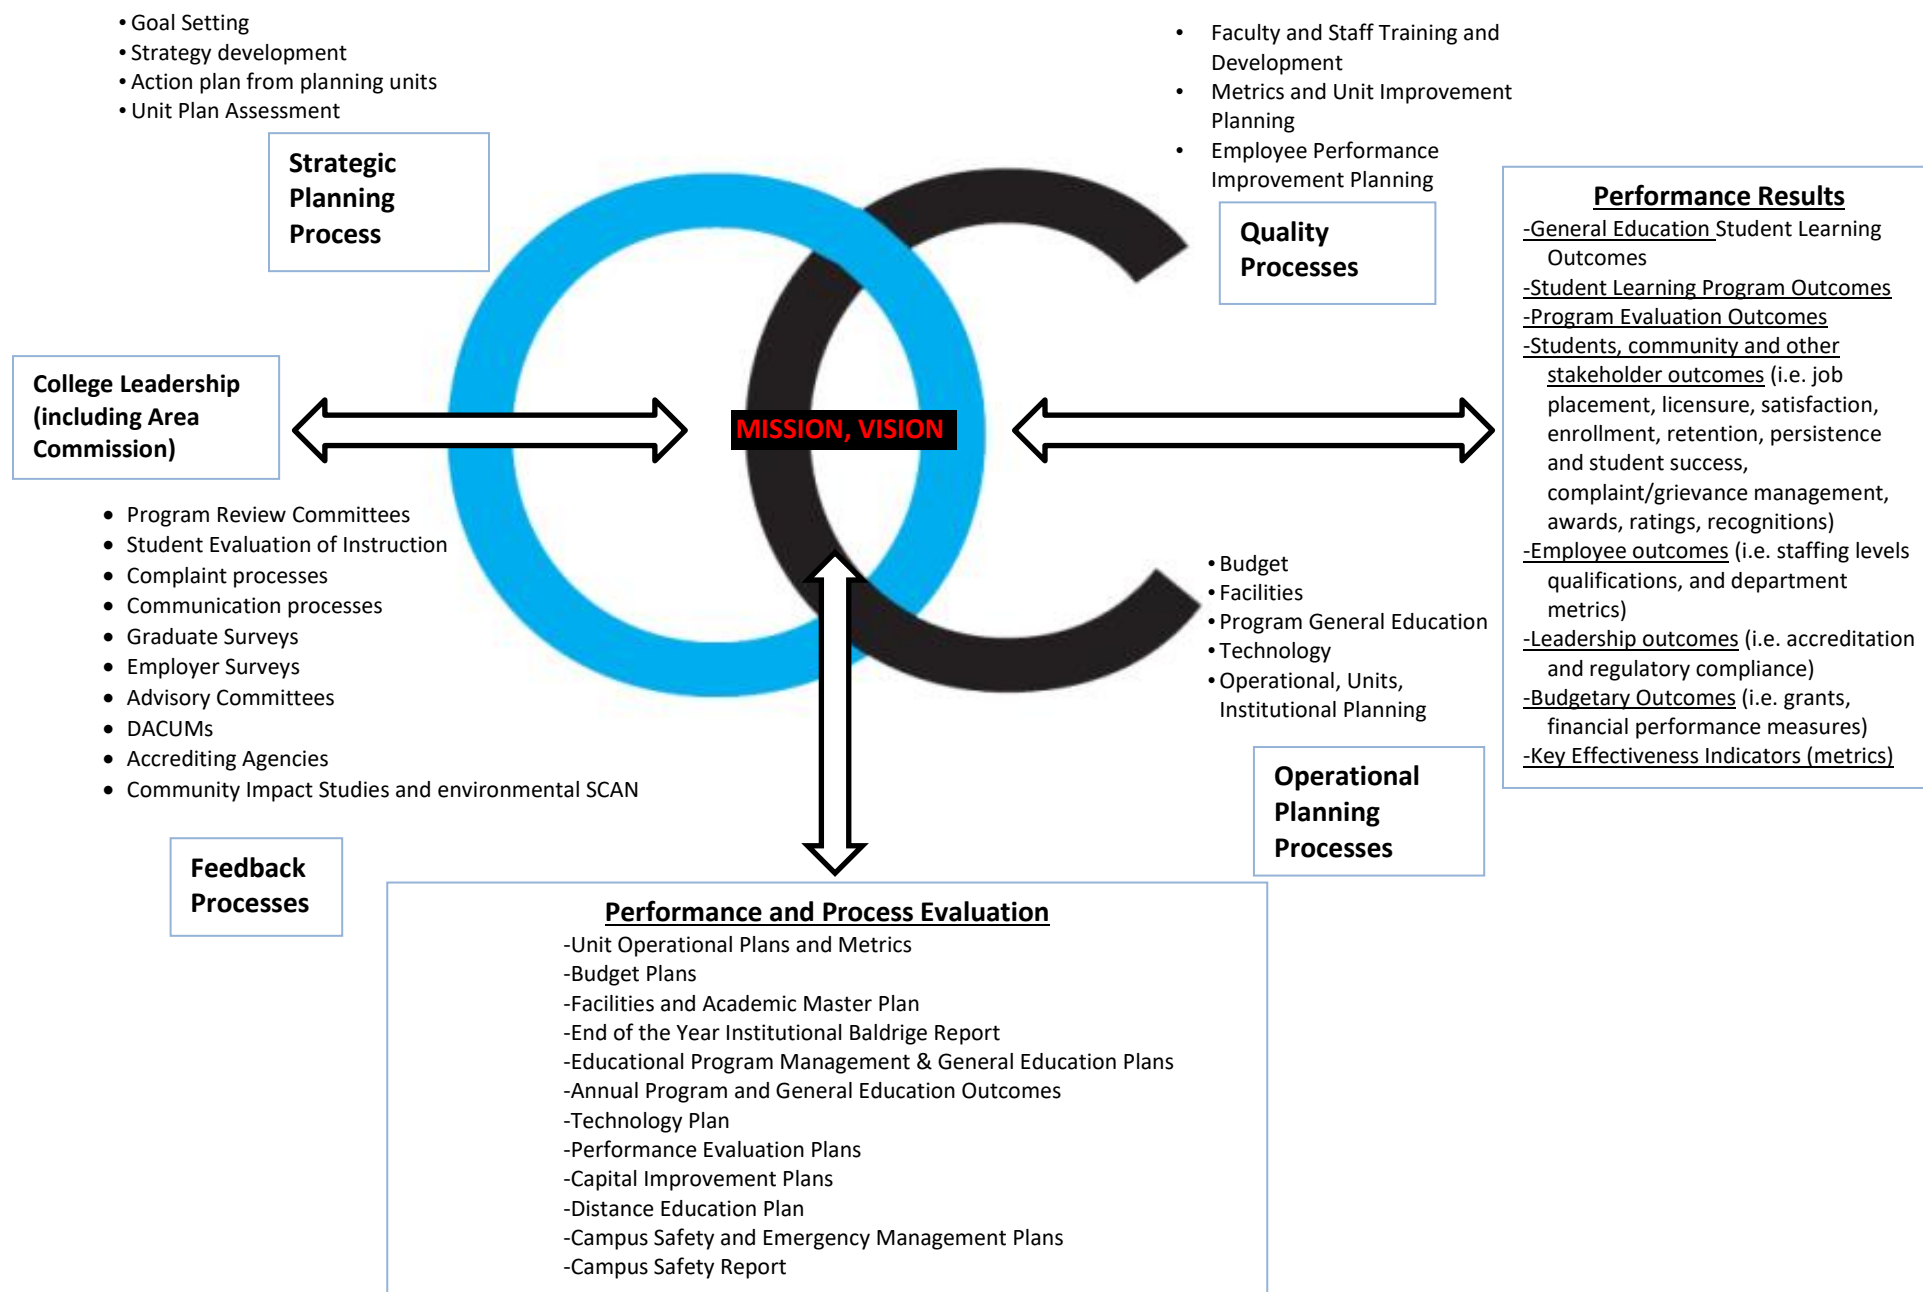 • Goal Setting
• Strategy development
• Action plan from planning units
• Unit Plan Assessment
Strategic
Planning
Process
• Faculty and Staff Training and
Development
• Metrics and Unit Improvement
Planning
• Employee Performance
Improvement Planning
Quality
Processes
College Leadership
(including Area
Commission)
MISSION, VISION
Performance Results
-General Education Student Learning
Outcomes
-Student Learning Program Outcomes
-Program Evaluation Outcomes
-Students, community and other
stakeholder outcomes (i.e. job
placement, licensure, satisfaction,
enrollment, retention, persistence
and student success,
complaint/grievance management,
awards, ratings, recognitions)
-Employee outcomes (i.e. staffing levels
qualifications, and department
metrics)
-Leadership outcomes (i.e. accreditation
and regulatory compliance)
-Budgetary Outcomes (i.e. grants,
financial performance measures)
-Key Effectiveness Indicators (metrics)
• Program Review Committees
• Student Evaluation of Instruction
• Complaint processes
• Communication processes
• Graduate Surveys
• Employer Surveys
• Advisory Committees
• DACUMs
• Accrediting Agencies
• Community Impact Studies and environmental SCAN
Feedback
Processes
• Budget
• Facilities
• Program General Education
• Technology
• Operational, Units,
Institutional Planning
Operational
Planning
Processes
Performance and Process Evaluation
-Unit Operational Plans and Metrics
-Budget Plans
-Facilities and Academic Master Plan
-End of the Year Institutional Baldrige Report
-Educational Program Management & General Education Plans
-Annual Program and General Education Outcomes
-Technology Plan
-Performance Evaluation Plans
-Capital Improvement Plans
-Distance Education Plan
-Campus Safety and Emergency Management Plans
-Campus Safety Report